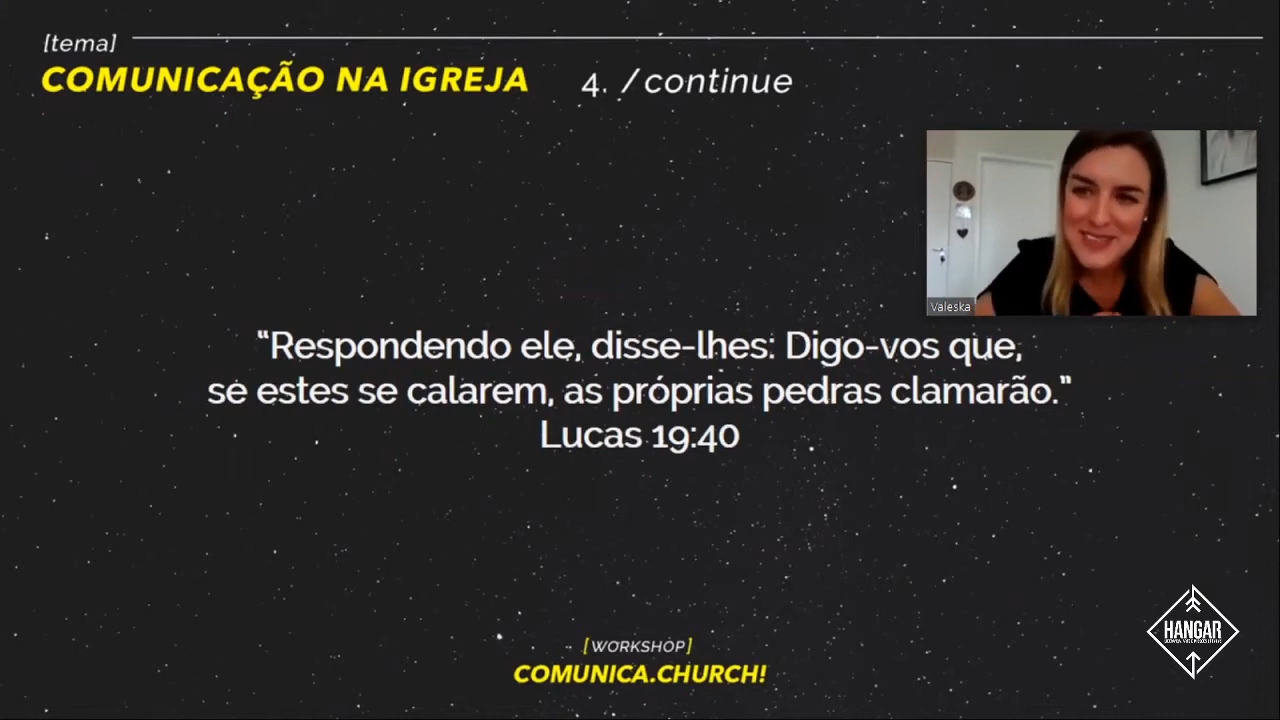 [tema]
COMUNICAÇÃO NA IGREJA
4. /continue
Valeska
“Respondendo ele, disse-lhes: Digo-vos que,
se estes se calarem, as próprias pedras clamarão.”
Lucas 19:40
[WORKSHOP]
COMUNICA.CHURCH!
HANGAR